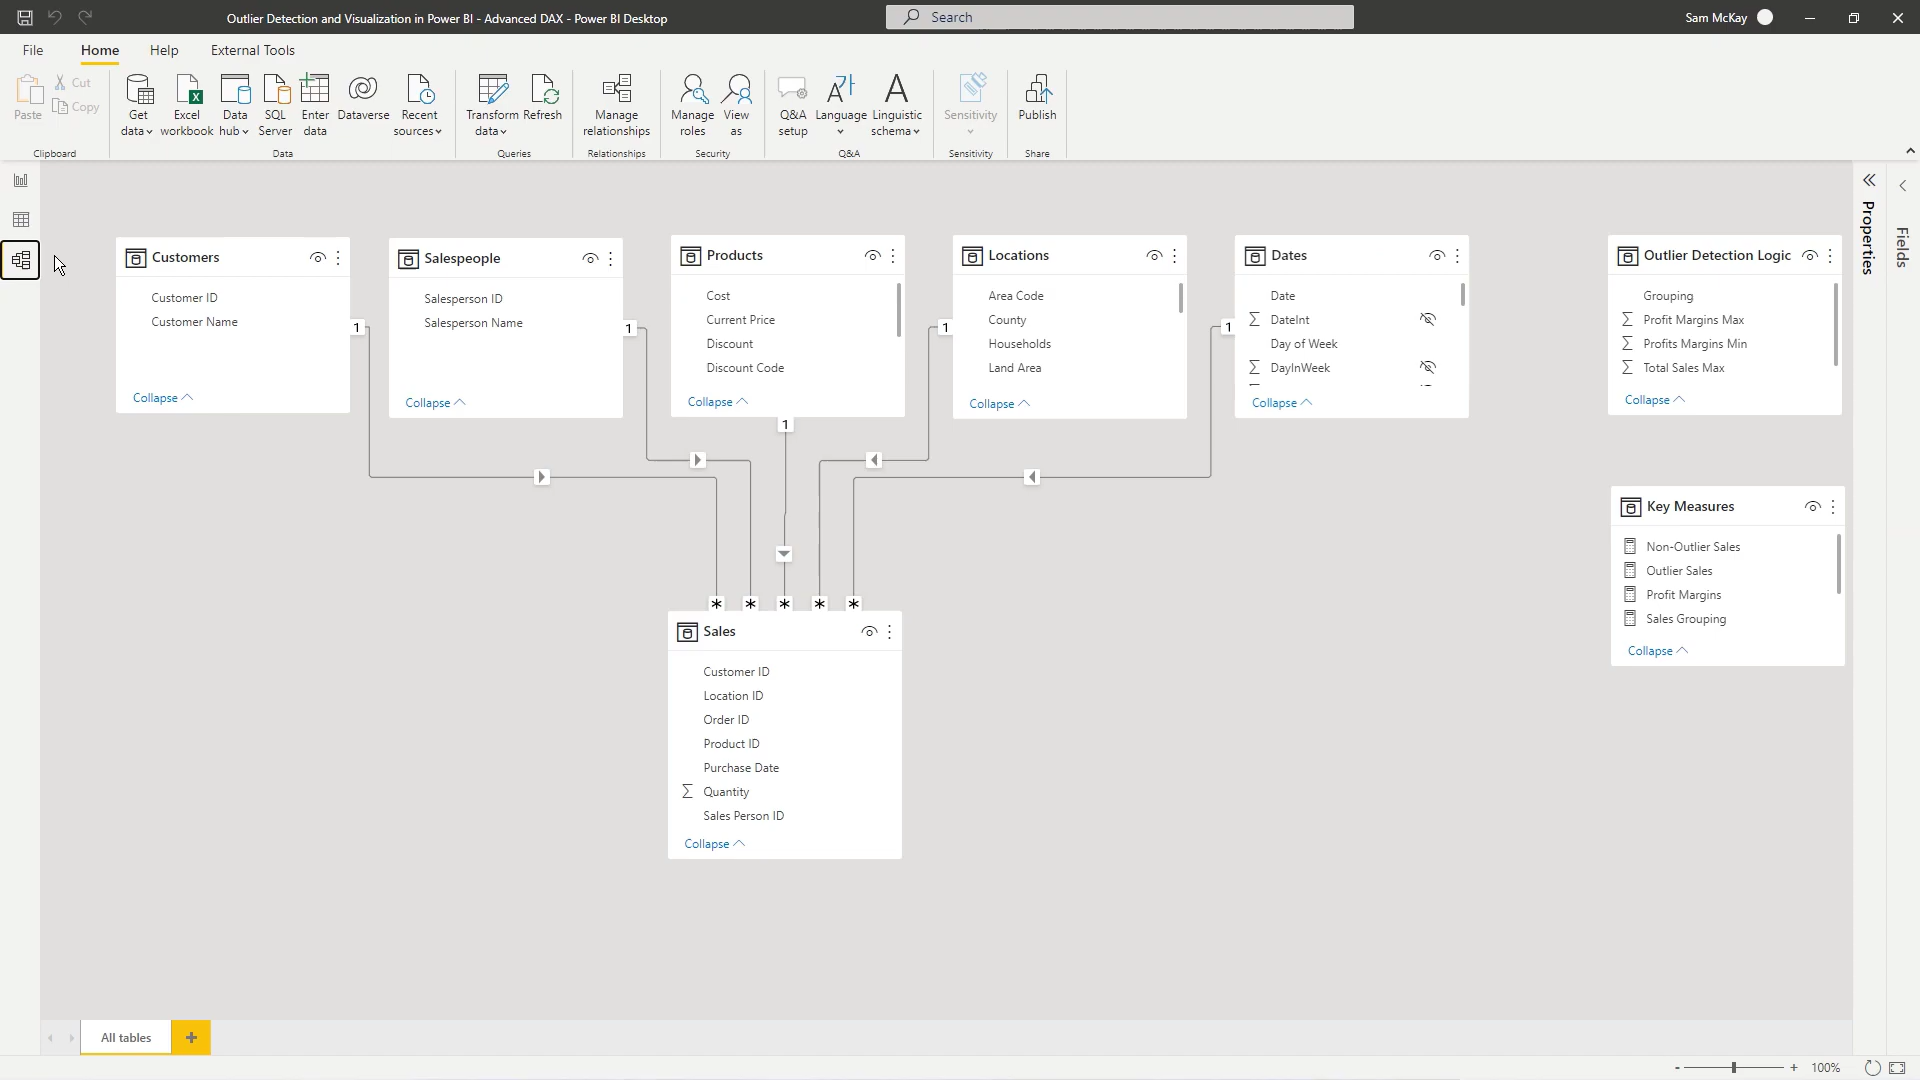 Outlier Detection and Visualization in Power BI - Advanced DAX - Power BI Desktop
Search
Sam McKay
File
Home
Help
External Tools
Paste
Cut
Copy
Get data
Excel workbook
Data hub
SQL Server
Enter data
Dataverse
Recent sources
Transform data
Refresh
Manage relationships
Manage roles
View as
Q&A setup
Language
Linguistic schema
Sensitivity
Publish
Clipboard
Data
Queries
Relationships
Security
Q&A
Sensitivity
Share
Customers
Customer ID
Customer Name
Collapse
1
Salespeople
Salesperson ID
Salesperson Name
Collapse
1
Products
Cost
Current Price
Discount
Discount Code
Collapse
1
Locations
Area Code
County
Households
Land Area
Collapse
1
Dates
Date
DateInt
Day of Week
DayInWeek
Collapse
1
Outlier Detection Logic
Grouping
Profit Margins Max
Profits Margins Min
Total Sales Max
Collapse
Key Measures
Non-Outlier Sales
Outlier Sales
Profit Margins
Sales Grouping
Collapse
* * * * *
Sales
Customer ID
Location ID
Order ID
Product ID
Purchase Date
Quantity
Sales Person ID
Collapse
Properties
Fields
All tables
100%